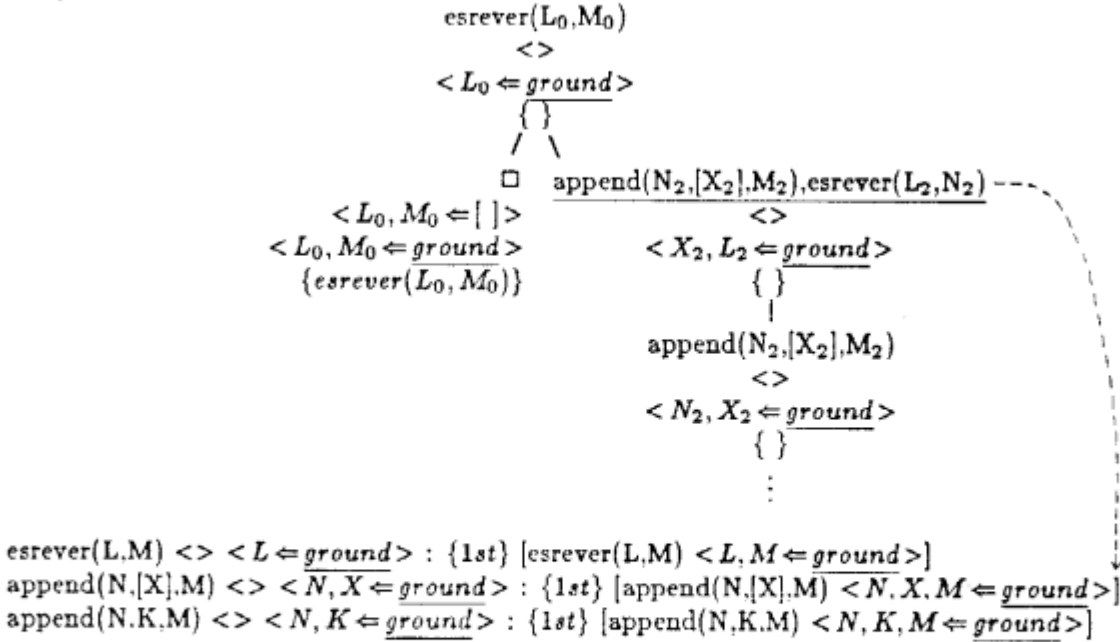 esrever(L₀,M₀)
<>
< L₀ ⇐ ground >
{ }
□ append(N₂,[X₂],M₂),esrever(L₂,N₂)
< L₀, M₀ ⇐ [ ] > <>
< L₀, M₀ ⇐ ground > < X₂, L₂ ⇐ ground >
{esrever(L₀, M₀)} { }
append(N₂,[X₂],M₂)
<>
< N₂, X₂ ⇐ ground >
{ }
⋮
esrever(L,M) <> < L ⇐ ground > : {1st} [esrever(L,M) < L, M ⇐ ground >]
append(N,[X],M) <> < N, X ⇐ ground > : {1st} [append(N,[X],M) < N, X, M ⇐ ground >]
append(N,K,M) <> < N, K ⇐ ground > : {1st} [append(N,K,M) < N, K, M ⇐ ground >]